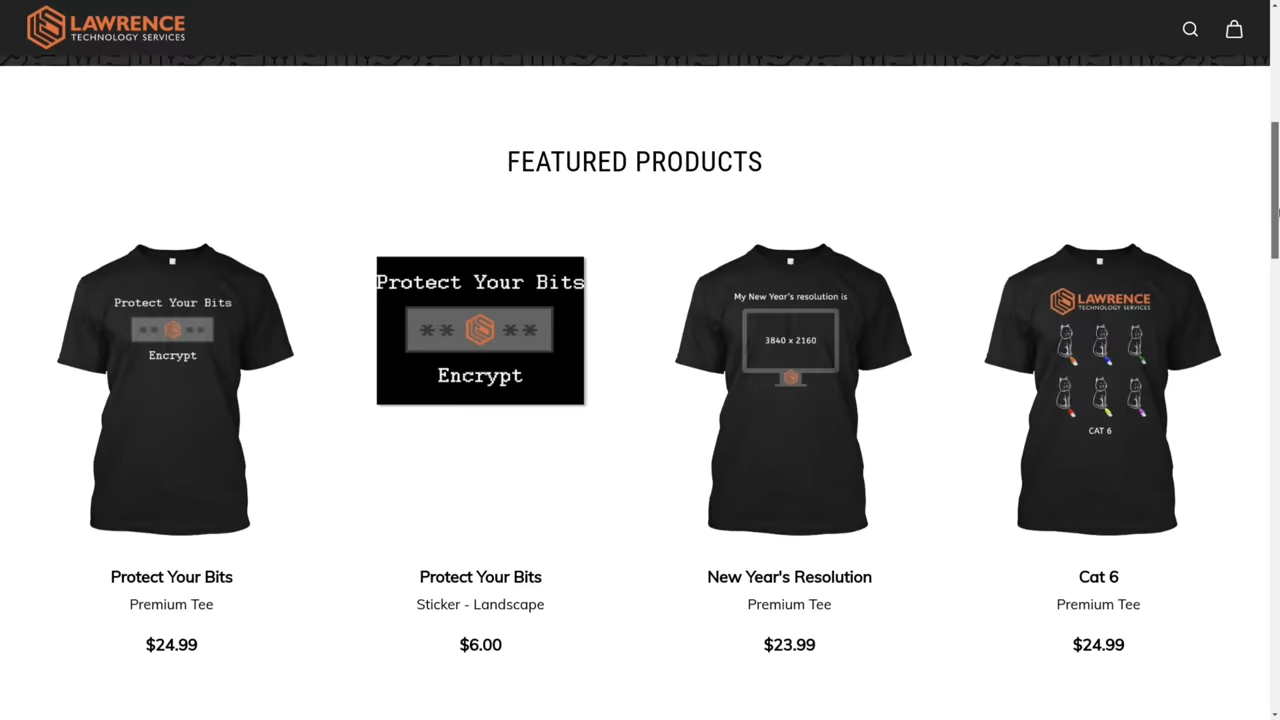 LAWRENCE
TECHNOLOGY SERVICES
FEATURED PRODUCTS
Protect Your Bits
** **
Encrypt
Protect Your Bits
** **
Encrypt
My New Year's resolution is
3840 x 2160
LAWRENCE
TECHNOLOGY SERVICES
CAT 6
Protect Your Bits
Premium Tee
$24.99
Protect Your Bits
Sticker - Landscape
$6.00
New Year's Resolution
Premium Tee
$23.99
Cat 6
Premium Tee
$24.99